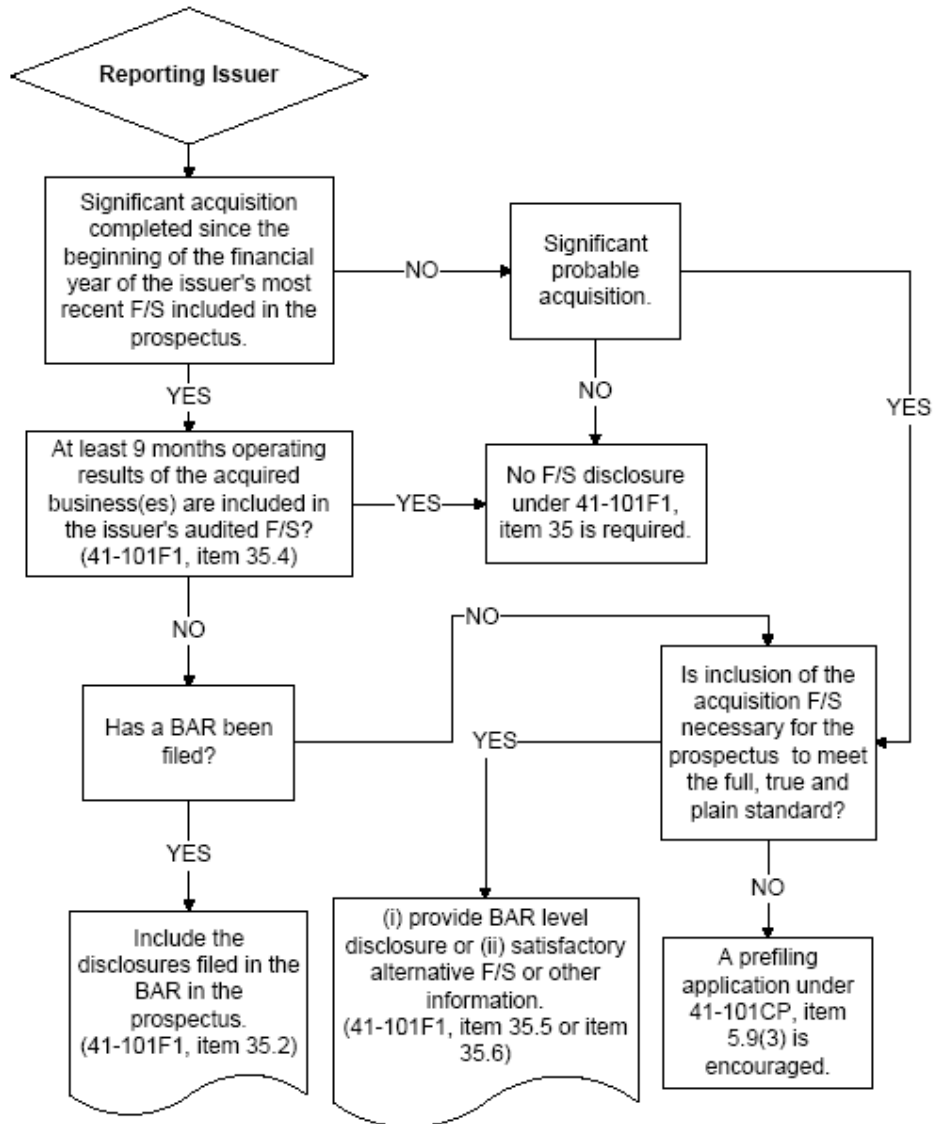 Reporting Issuer
Significant acquisition
completed since the
beginning of the financial
year of the issuer's most
recent F/S included in the
prospectus.
NO
Significant
probable
acquisition.
YES
NO
YES
At least 9 months operating
results of the acquired
business(es) are included in
the issuer's audited F/S?
(41-101F1, item 35.4)
YES
No F/S disclosure
under 41-101F1,
item 35 is required.
NO
NO
Has a BAR been
filed?
YES
Is inclusion of the
acquisition F/S
necessary for the
prospectus to meet
the full, true and
plain standard?
YES
NO
Include the
disclosures filed in the
BAR in the
prospectus.
(41-101F1, item 35.2)
(i) provide BAR level
disclosure or (ii) satisfactory
alternative F/S or other
information.
(41-101F1, item 35.5 or item
35.6)
A prefiling
application under
41-101CP, item
5.9(3) is
encouraged.